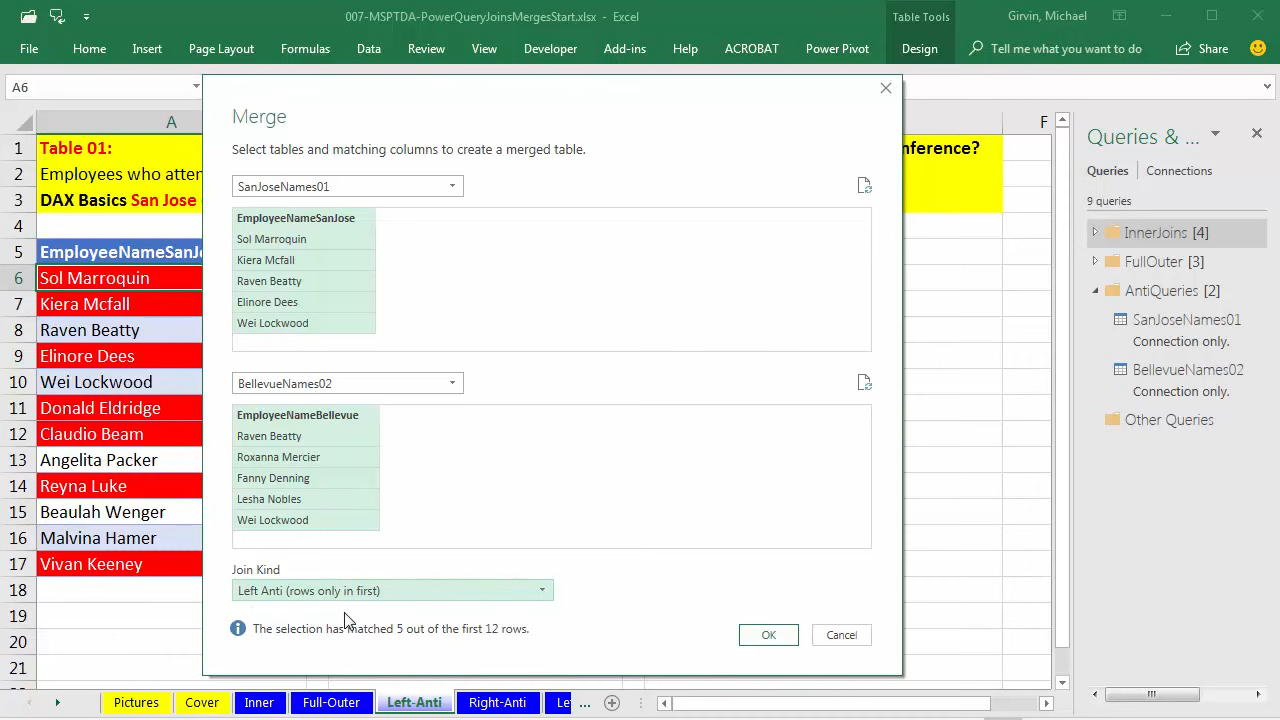 007-MSPTDA-PowerQueryJoinsMergesStart.xlsx - Excel
Table Tools
Girvin, Michael
File Home Insert Page Layout Formulas Data Review View Developer Add-ins Help ACROBAT Power Pivot Design Tell me what you want to do Share
A6
A
F
1 Table 01:
nference?
2 Employees who atten
3 DAX Basics San Jose
4
5 EmployeeNameSanJo
6 Sol Marroquin
7 Kiera Mcfall
8 Raven Beatty
9 Elinore Dees
10 Wei Lockwood
11 Donald Eldridge
12 Claudio Beam
13 Angelita Packer
14 Reyna Luke
15 Beaulah Wenger
16 Malvina Hamer
17 Vivan Keeney
18
19
20
21
Merge
Select tables and matching columns to create a merged table.
SanJoseNames01
EmployeeNameSanJose
Sol Marroquin
Kiera Mcfall
Raven Beatty
Elinore Dees
Wei Lockwood
BellevueNames02
EmployeeNameBellevue
Raven Beatty
Roxanna Mercier
Fanny Denning
Lesha Nobles
Wei Lockwood
Join Kind
Left Anti (rows only in first)
The selection has matched 5 out of the first 12 rows.
OK Cancel
Queries & ...
Queries Connections
9 queries
InnerJoins [4]
FullOuter [3]
AntiQueries [2]
SanJoseNames01
Connection only.
BellevueNames02
Connection only.
Other Queries
Pictures Cover Inner Full-Outer Left-Anti Right-Anti Le ...